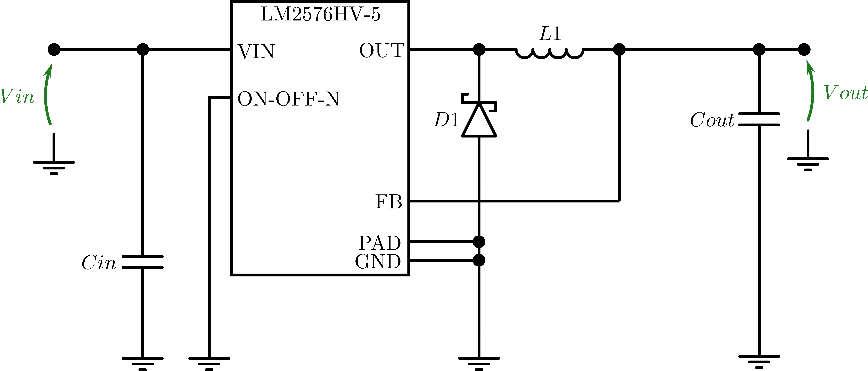 LM2576HV-5
VIN
OUT
L1
Vin
ON-OFF-N
D1
Cout
Vout
FB
PAD
GND
Cin